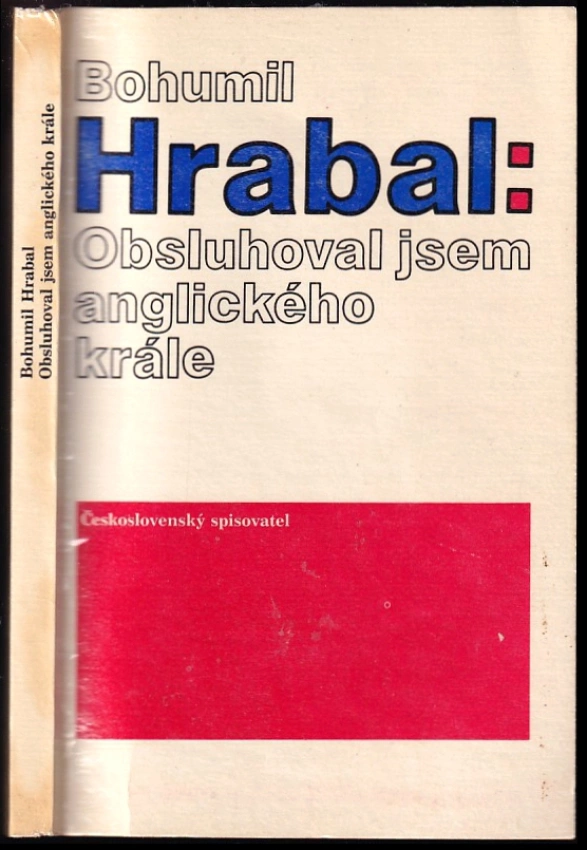 Bohumil Hrabal
Obsluhoval jsem anglického krále
Bohumil
Hrabal:
Obsluhoval jsem
anglického
krále
Československý spisovatel